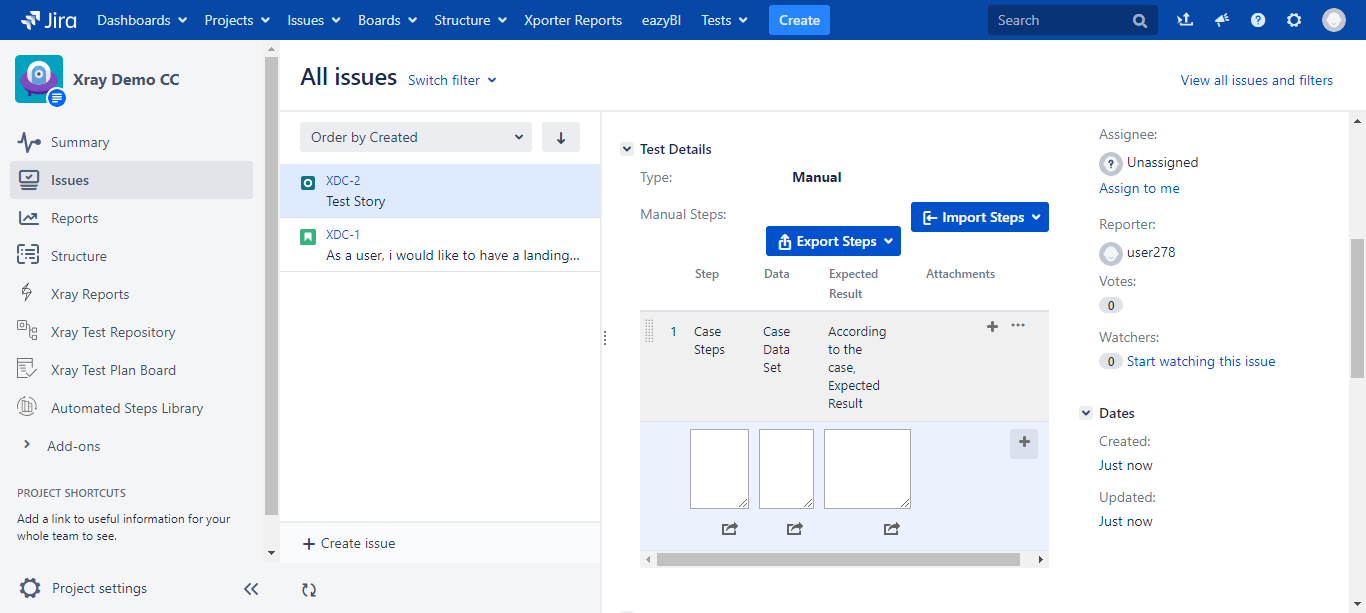 Jira
Dashboards
Projects
Issues
Boards
Structure
Xporter Reports
eazyBI
Tests
Create
Search
Xray Demo CC
Summary
Issues
Reports
Structure
Xray Reports
Xray Test Repository
Xray Test Plan Board
Automated Steps Library
Add-ons
PROJECT SHORTCUTS
Add a link to useful information for your
whole team to see.
Project settings
All issues
Switch filter
View all issues and filters
Order by Created
XDC-2
Test Story
XDC-1
As a user, i would like to have a landing...
Create issue
Test Details
Type:
Manual
Manual Steps:
Import Steps
Export Steps
Step
Data
Expected
Result
Attachments
1
Case
Steps
Case
Data
Set
According
to the
case,
Expected
Result
Assignee:
Unassigned
Assign to me
Reporter:
user278
Votes:
0
Watchers:
0 Start watching this issue
Dates
Created:
Just now
Updated:
Just now